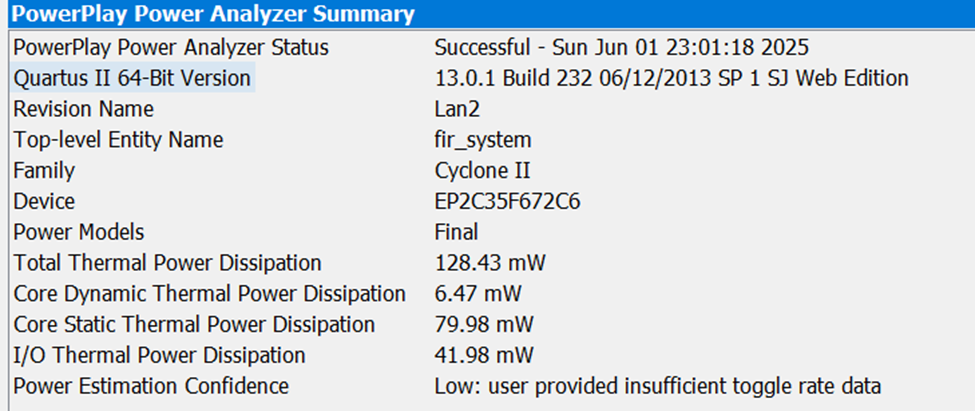 PowerPlay Power Analyzer Summary
PowerPlay Power Analyzer Status Successful - Sun Jun 01 23:01:18 2025
Quartus II 64-Bit Version 13.0.1 Build 232 06/12/2013 SP 1 SJ Web Edition
Revision Name Lan2
Top-level Entity Name fir_system
Family Cyclone II
Device EP2C35F672C6
Power Models Final
Total Thermal Power Dissipation 128.43 mW
Core Dynamic Thermal Power Dissipation 6.47 mW
Core Static Thermal Power Dissipation 79.98 mW
I/O Thermal Power Dissipation 41.98 mW
Power Estimation Confidence Low: user provided insufficient toggle rate data